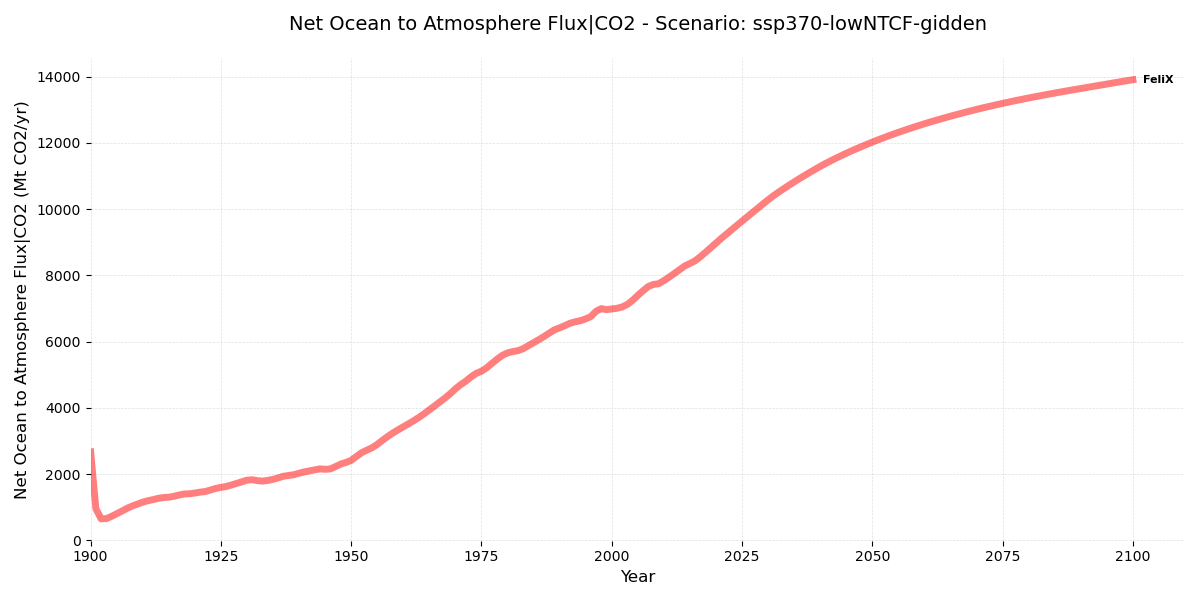 Net Ocean to Atmosphere Flux|CO2 - Scenario: ssp370-lowNTCF-gidden
Net Ocean to Atmosphere Flux|CO2 (Mt CO2/yr)
14000
12000
10000
8000
6000
4000
2000
0
FeliX
1900 1925 1950 1975 2000 2025 2050 2075 2100
Year